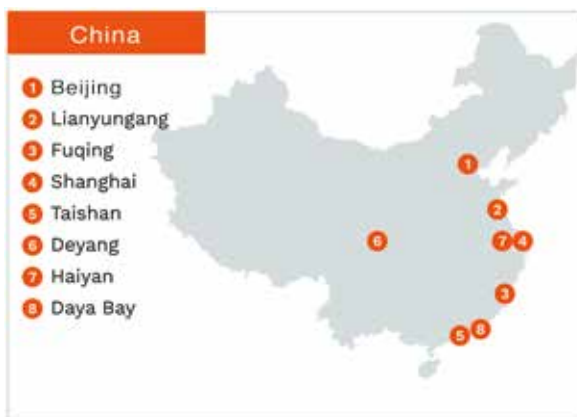 China
1 Beijing
2 Lianyungang
3 Fuqing
4 Shanghai
5 Taishan
6 Deyang
7 Haiyan
8 Daya Bay
1
2
6
7 4
3
8
5